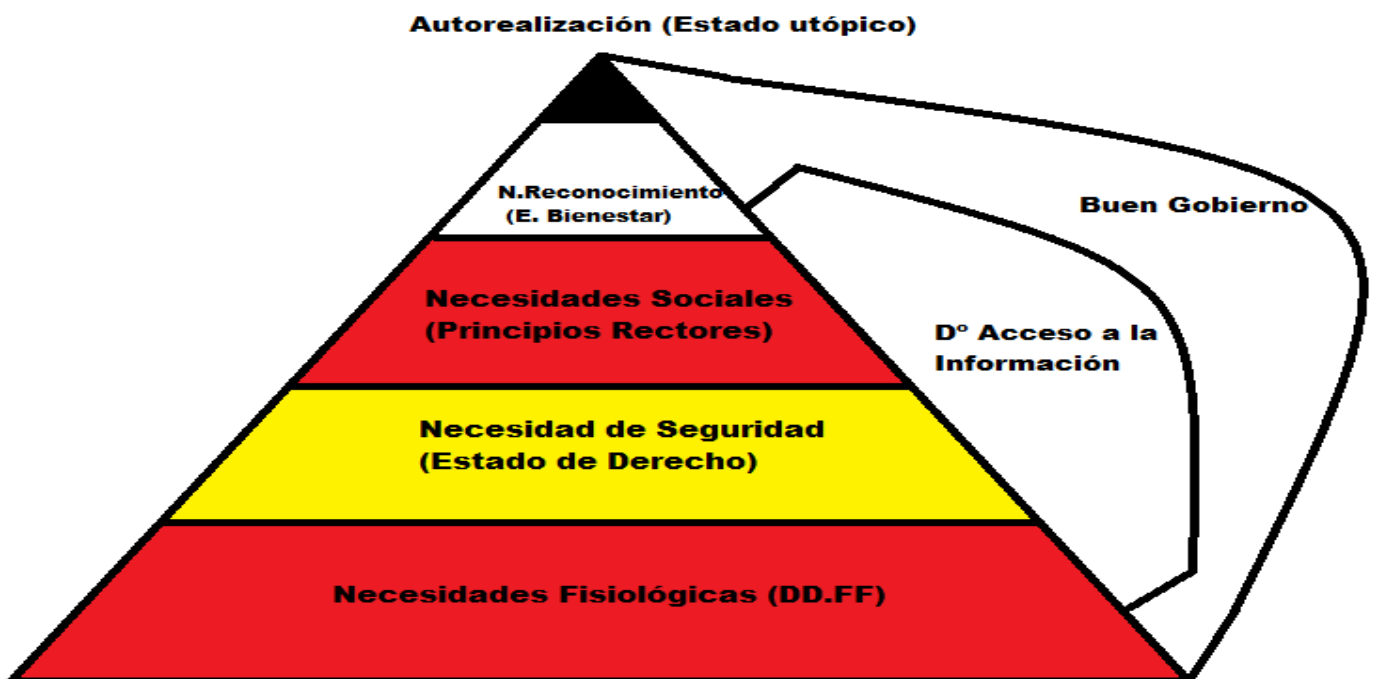 Autorealización (Estado utópico)
N.Reconocimiento
(E. Bienestar)
Buen Gobierno
Necesidades Sociales
(Principios Rectores)
Dº Acceso a la
Información
Necesidad de Seguridad
(Estado de Derecho)
Necesidades Fisiológicas (DD.FF)